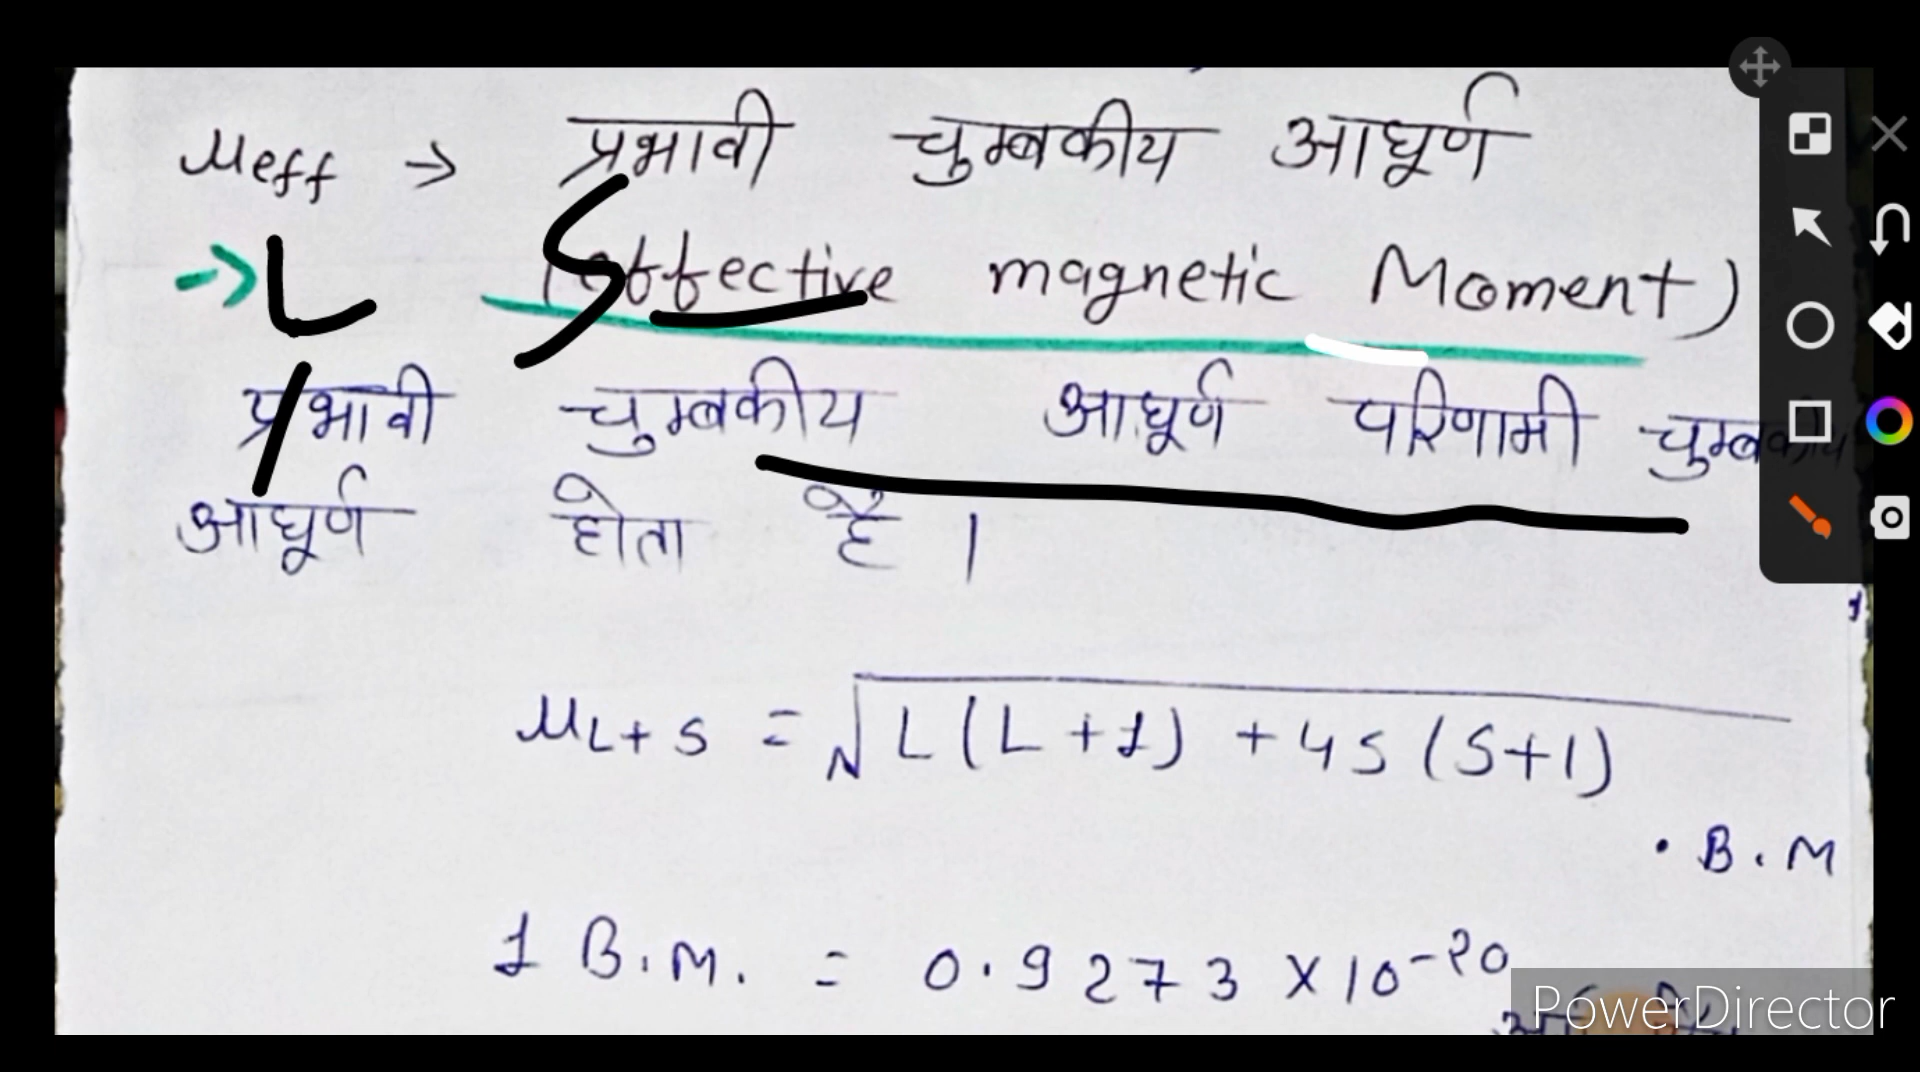 μeff → प्रभावी चुम्बकीय आघूर्ण
→ L S (effective magnetic Moment)
प्रभावी चुम्बकीय आघूर्ण परिणामी चुम्बकीय
आघूर्ण होता है ।
μL+S = √L(L+1) + 4S(S+1)
. B.M
1 B.M. = 0.9273 × 10⁻²⁰
PowerDirector